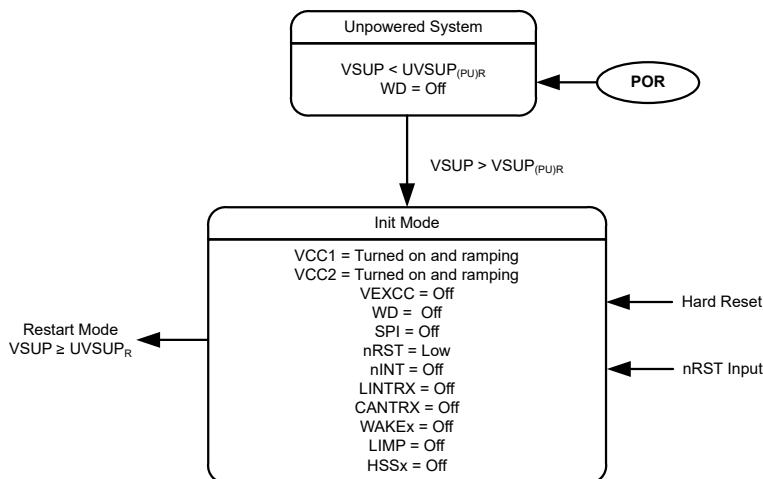 Unpowered System
VSUP < UVSUP(PU)R
WD = Off
POR
VSUP > VSUP(PU)R
Init Mode
VCC1 = Turned on and ramping
VCC2 = Turned on and ramping
VEXCC = Off
WD = Off
SPI = Off
nRST = Low
nINT = Off
LINTRX = Off
CANTRX = Off
WAKEx = Off
LIMP = Off
HSSx = Off
Hard Reset
nRST Input
Restart Mode
VSUP ≥ UVSUPR